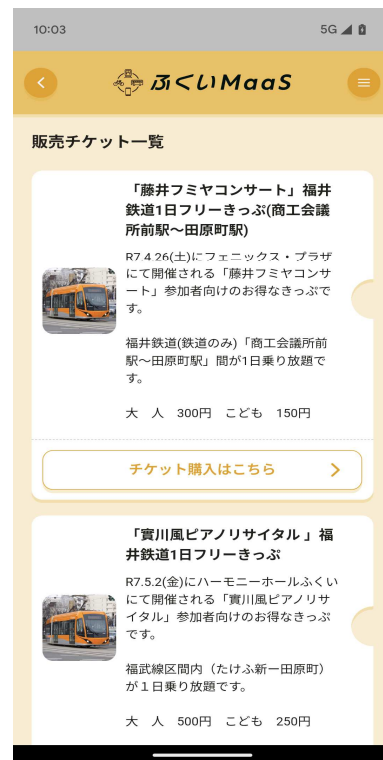 10:03
5G
ふくいMaaS
販売チケット一覧
「藤井フミヤコンサート」福井
鉄道1日フリーきっぷ(商工会議
所前駅～田原町駅)
R7.4.26(土)にフェニックス・プラザ
にて開催される「藤井フミヤコンサ
ート」参加者向けのお得なきっぷで
す。
福井鉄道(鉄道のみ)「商工会議所前
駅～田原町駅」間が1日乗り放題で
す。
大　人　300円　こども　150円
チケット購入はこちら
「實川風ピアノリサイタル 」福
井鉄道1日フリーきっぷ
R7.5.2(金)にハーモニーホールふくい
にて開催される「實川風ピアノリサ
イタル」参加者向けのお得なきっぷ
です。
福武線区間内（たけふ新ー田原町）
が１日乗り放題です。
大　人　500円　こども　250円